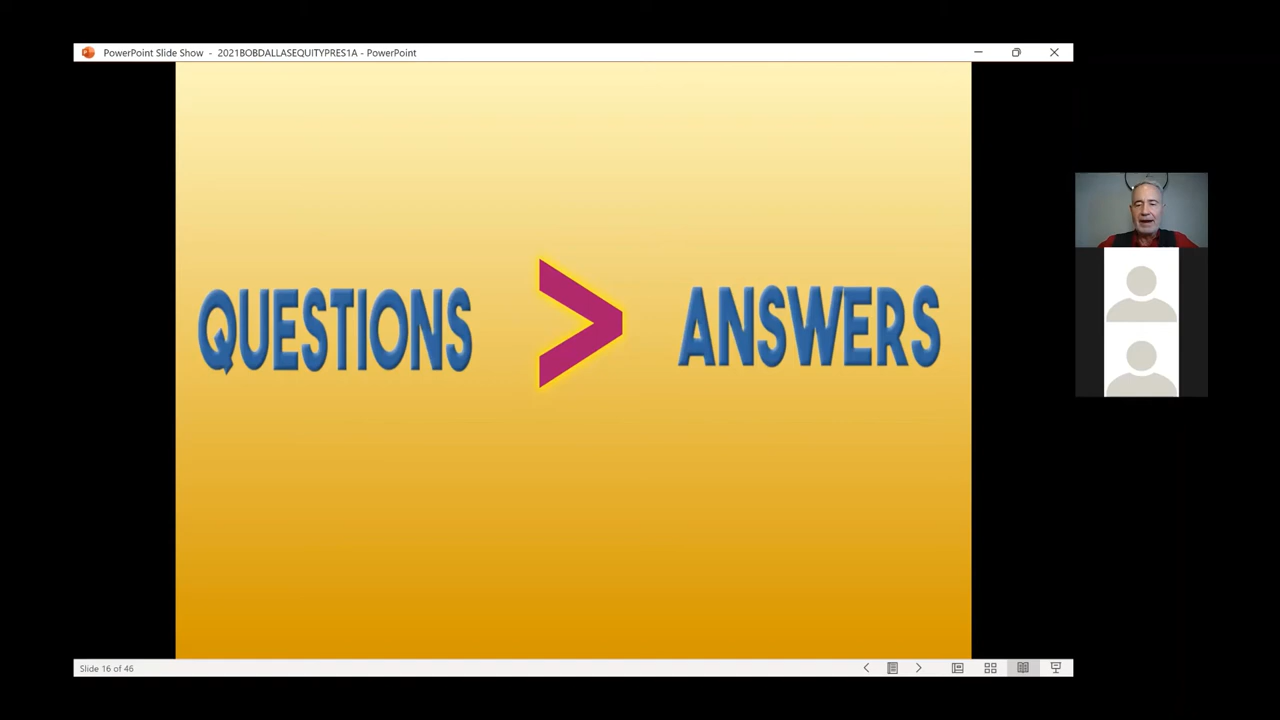 PowerPoint Slide Show - 2021BOBDALLASEQUITYPRES1A - PowerPoint
QUESTIONS > ANSWERS
Slide 16 of 46